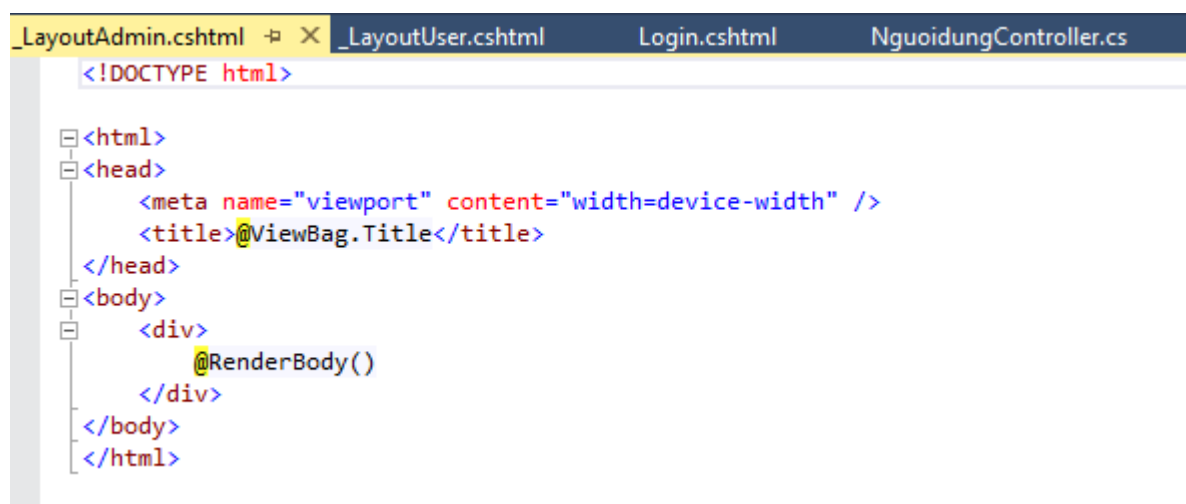 _LayoutAdmin.cshtml _LayoutUser.cshtml Login.cshtml NguoidungController.cs
<!DOCTYPE html>
<html>
<head>
<meta name="viewport" content="width=device-width" />
<title>@ViewBag.Title</title>
</head>
<body>
<div>
@RenderBody()
</div>
</body>
</html>